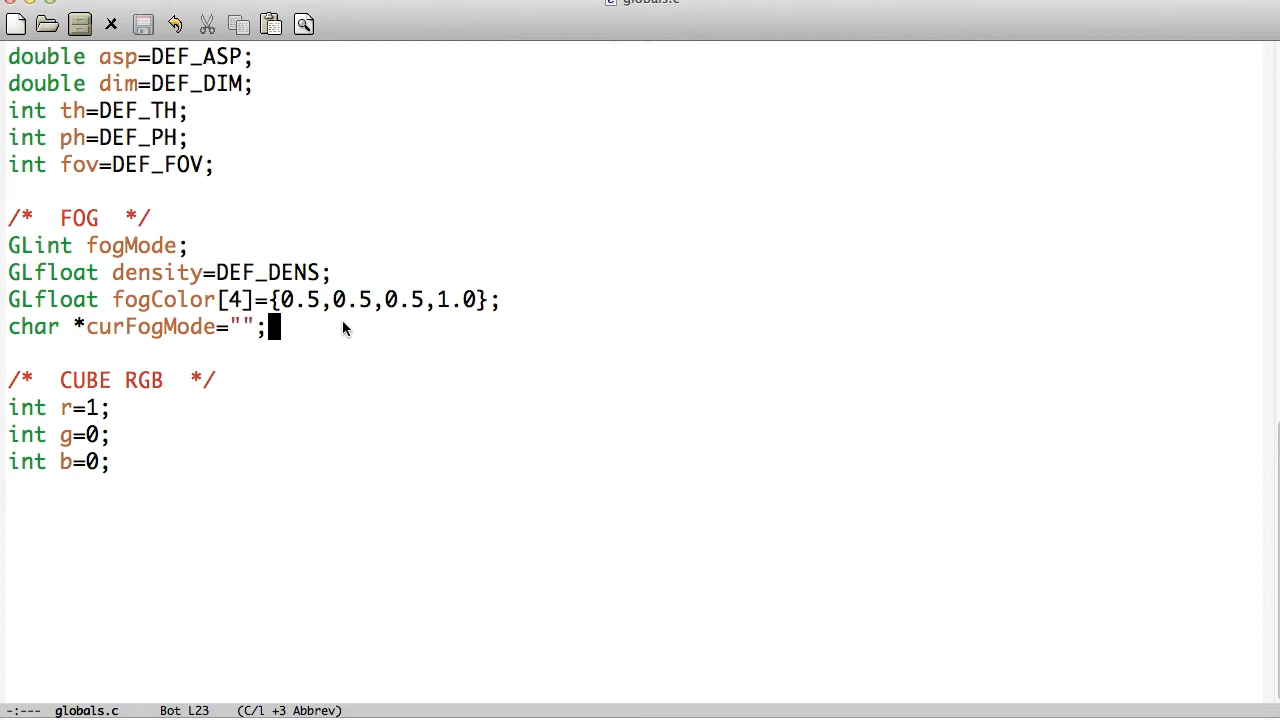 globals.c
double asp=DEF_ASP;
double dim=DEF_DIM;
int th=DEF_TH;
int ph=DEF_PH;
int fov=DEF_FOV;
/*  FOG  */
GLint fogMode;
GLfloat density=DEF_DENS;
GLfloat fogColor[4]={0.5,0.5,0.5,1.0};
char *curFogMode="";
/*  CUBE RGB  */
int r=1;
int g=0;
int b=0;
-:---  globals.c      Bot L23    (C/l +3 Abbrev)